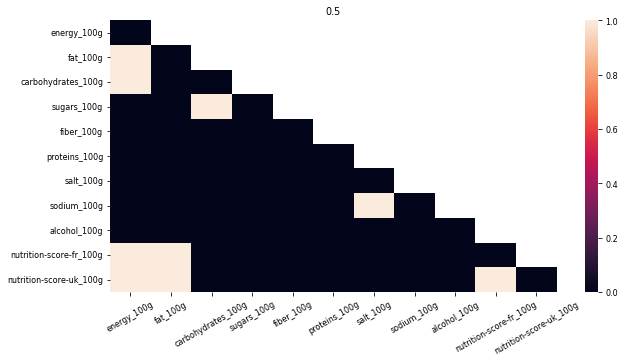 0.5
energy_100g
fat_100g
carbohydrates_100g
sugars_100g
fiber_100g
proteins_100g
salt_100g
sodium_100g
alcohol_100g
nutrition-score-fr_100g
nutrition-score-uk_100g
energy_100g
fat_100g
carbohydrates_100g
sugars_100g
fiber_100g
proteins_100g
salt_100g
sodium_100g
alcohol_100g
nutrition-score-fr_100g
nutrition-score-uk_100g
1.0
0.8
0.6
0.4
0.2
0.0